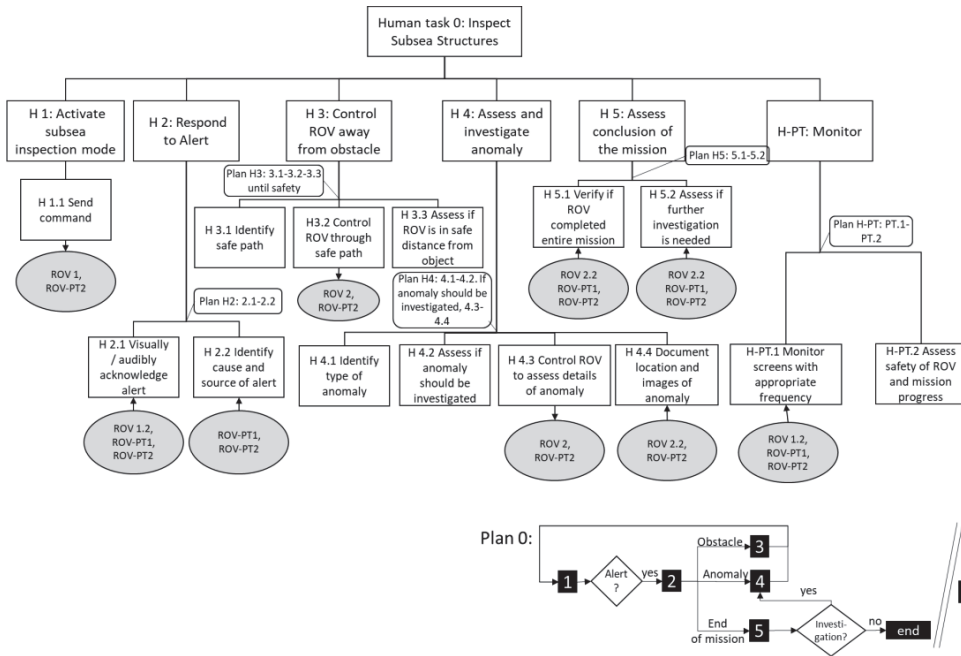 Human task 0: Inspect
Subsea Structures
H 1: Activate
subsea
inspection mode
H 2: Respond
to Alert
H 3: Control
ROV away
from obstacle
H 4: Assess and
investigate
anomaly
H 5: Assess
conclusion of
the mission
H-PT: Monitor
Plan H3: 3.1-3.2-3.3
until safety
Plan H5: 5.1-5.2
H 1.1 Send
command
H 3.1 Identify
safe path
H3.2 Control
ROV through
safe path
H 3.3 Assess if
ROV is in safe
distance from
object
H 5.1 Verify if
ROV
completed
entire mission
H 5.2 Assess if
further
investigation
is needed
Plan H-PT: PT.1-
PT.2
ROV 1,
ROV-PT2
ROV 2,
ROV-PT2
Plan H4: 4.1-4.2. If
anomaly should be
investigated, 4.3-
4.4
ROV 2.2
ROV-PT1,
ROV-PT2
ROV 2.2
ROV-PT1,
ROV-PT2
Plan H2: 2.1-2.2
H 2.1 Visually
/ audibly
acknowledge
alert
H 2.2 Identify
cause and
source of alert
H 4.1 Identify
type of
anomaly
H 4.2 Assess if
anomaly
should be
investigated
H 4.3 Control ROV
to assess details
of anomaly
H 4.4 Document
location and
images of
anomaly
H-PT.1 Monitor
screens with
appropriate
frequency
H-PT.2 Assess
safety of ROV
and mission
progress
ROV 1.2,
ROV-PT1,
ROV-PT2
ROV-PT1,
ROV-PT2
ROV 2,
ROV-PT2
ROV 2.2,
ROV-PT2
ROV 1.2,
ROV-PT1,
ROV-PT2
Plan 0:
1
Alert
?
yes
2
Obstacle
3
Anomaly
4
yes
End
of mission
5
Investi-
gation?
no
end